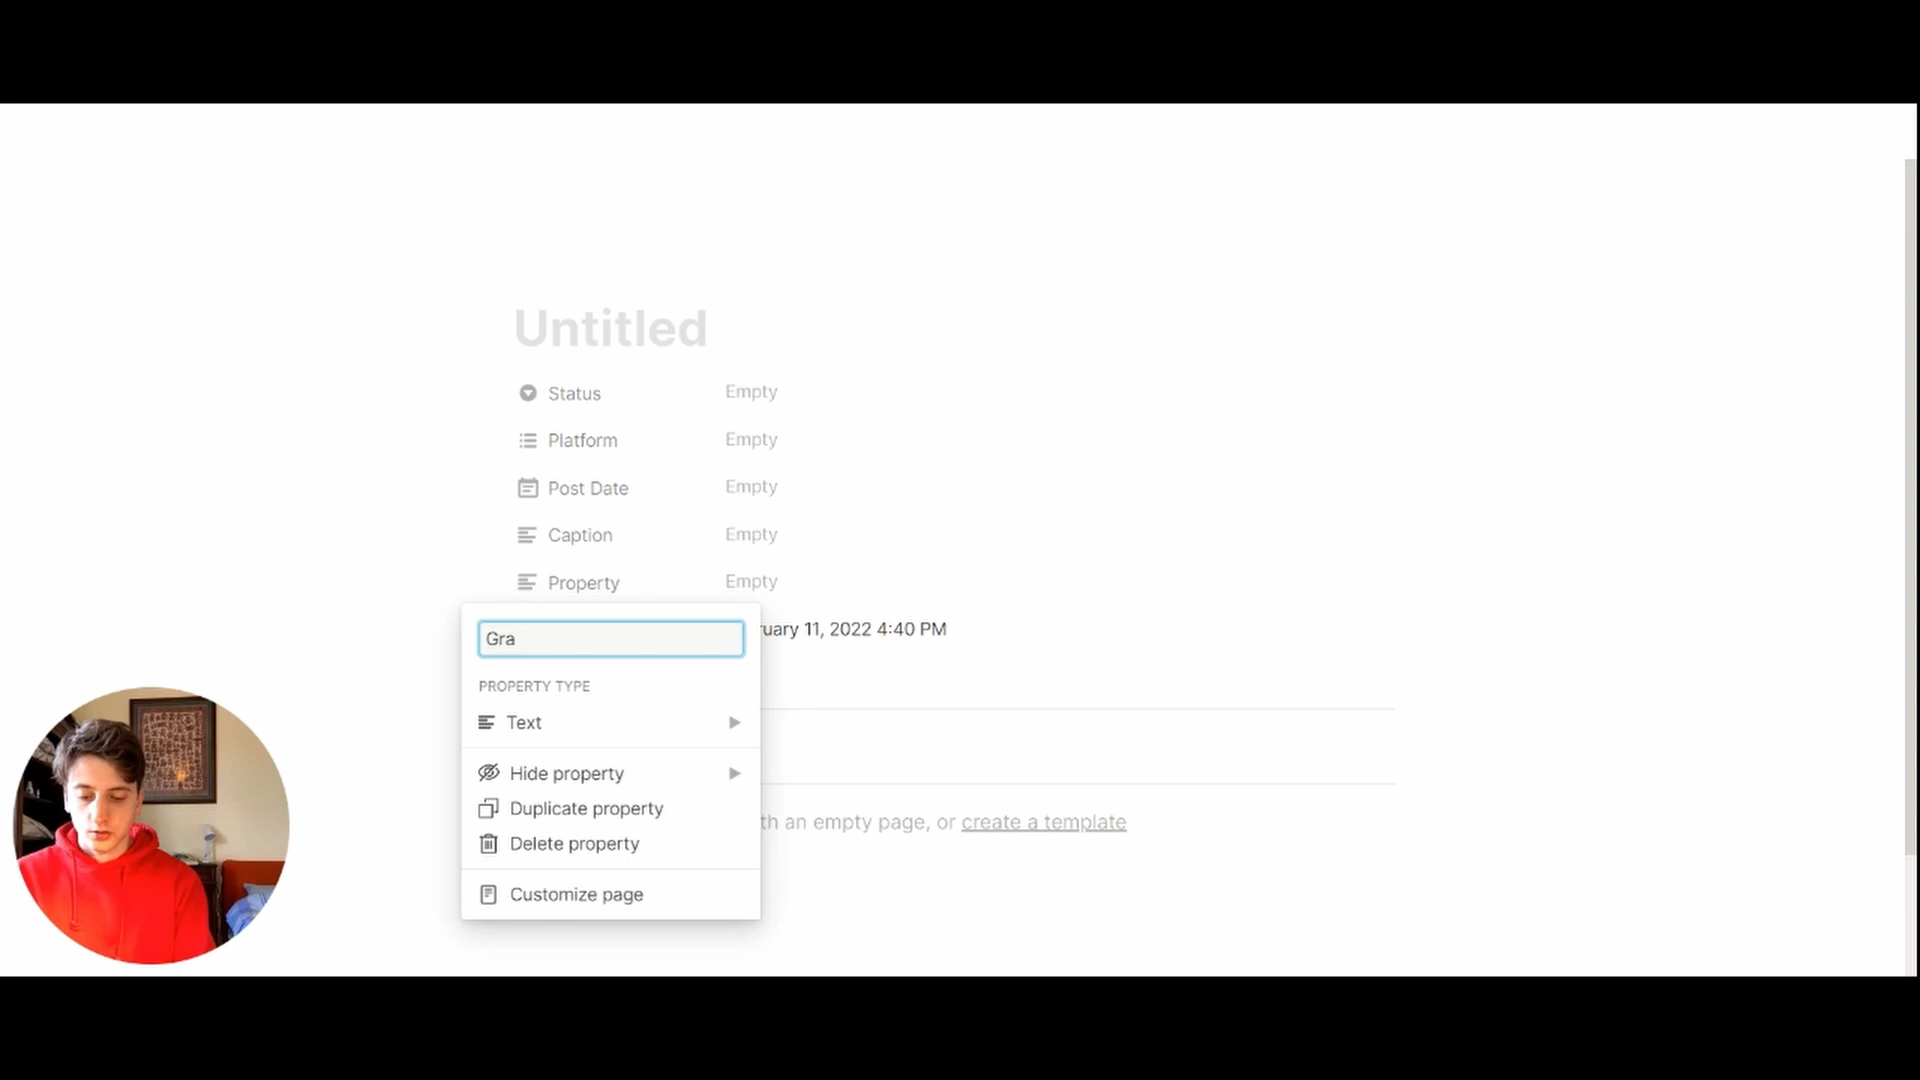 Untitled
Status Empty
Platform Empty
Post Date Empty
Caption Empty
Property Empty
ruary 11, 2022 4:40 PM
Gra
PROPERTY TYPE
Text
Hide property
Duplicate property
th an empty page, or create a template
Delete property
Customize page